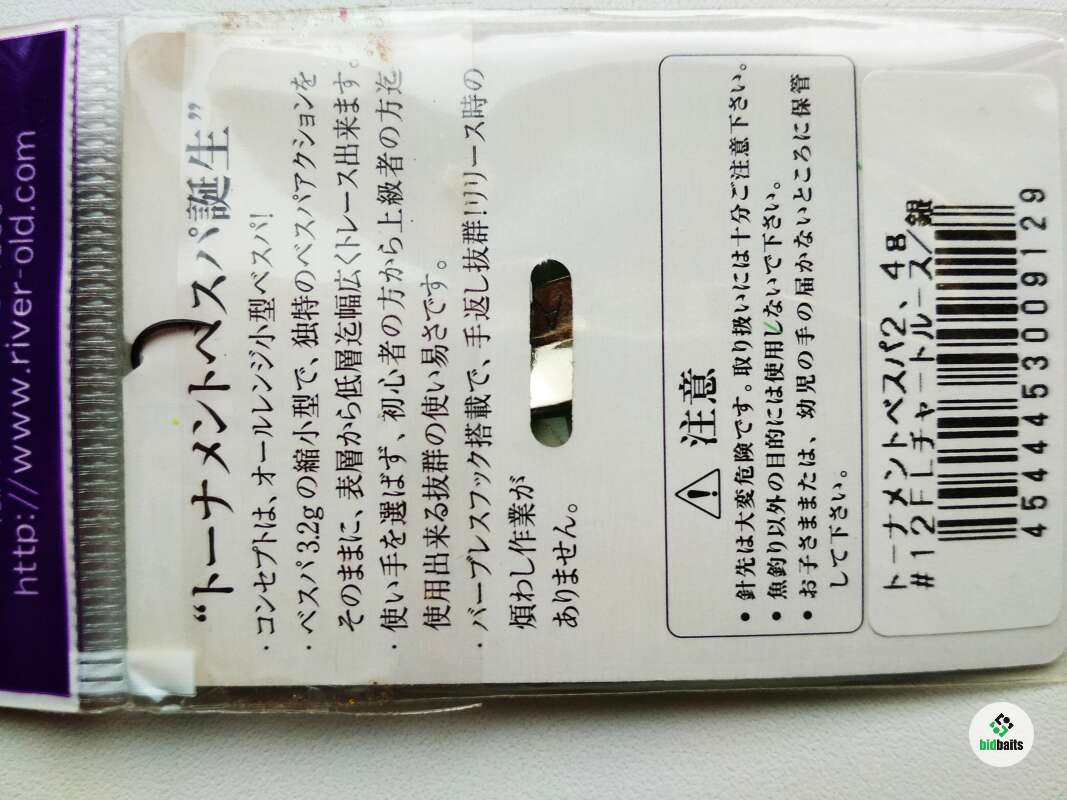 http://www.river-old.com
“トーナメントベスパ誕生”
・コンセプトは、オールレンジ小型ベスパ!
・ベスパ3.2gの縮小型で、独特のベスパアクションを
そのままに、表層から低層迄幅広くトレース出来ます。
・使い手を選ばず、初心者の方から上級者の方迄
使用出来る抜群の使い易さです。
・バーブレスフック搭載で、手返し抜群!リリース時の
煩わし作業が
ありません。
注意
• 針先は大変危険です。取り扱いには十分ご注意下さい。
• 魚釣り以外の目的には使用しないで下さい。
• お子さままたは、幼児の手の届かないところに保管
して下さい。
トーナメントベスパ2、48
#12FLチャートルース/銀
45444453009129
bidbaits